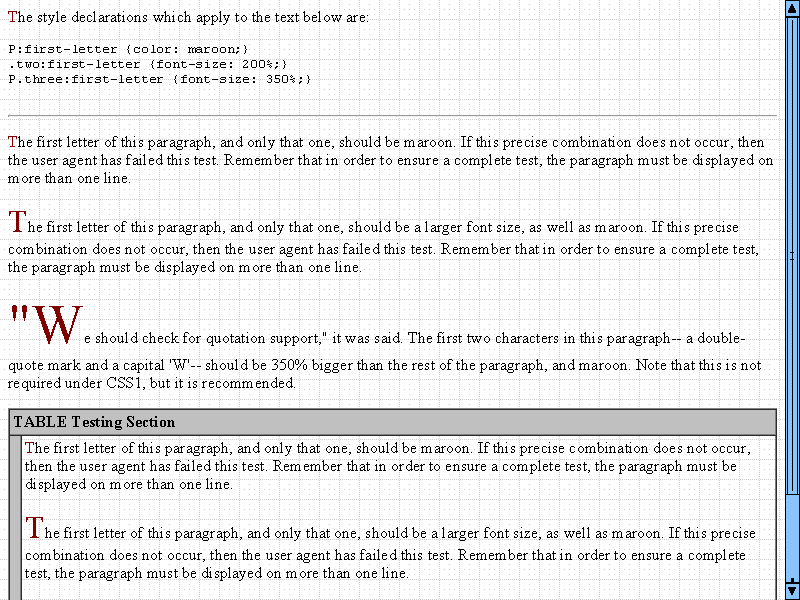 The style declarations which apply to the text below are:
P:first-letter {color: maroon;}
.two:first-letter {font-size: 200%;}
P.three:first-letter {font-size: 350%;}
The first letter of this paragraph, and only that one, should be maroon. If this precise combination does not occur, then
the user agent has failed this test. Remember that in order to ensure a complete test, the paragraph must be displayed on
more than one line.
The first letter of this paragraph, and only that one, should be a larger font size, as well as maroon. If this precise
combination does not occur, then the user agent has failed this test. Remember that in order to ensure a complete test,
the paragraph must be displayed on more than one line.
"We should check for quotation support," it was said. The first two characters in this paragraph-- a double-
quote mark and a capital 'W'-- should be 350% bigger than the rest of the paragraph, and maroon. Note that this is not
required under CSS1, but it is recommended.
TABLE Testing Section
The first letter of this paragraph, and only that one, should be maroon. If this precise combination does not occur,
then the user agent has failed this test. Remember that in order to ensure a complete test, the paragraph must be
displayed on more than one line.
The first letter of this paragraph, and only that one, should be a larger font size, as well as maroon. If this precise
combination does not occur, then the user agent has failed this test. Remember that in order to ensure a complete
test, the paragraph must be displayed on more than one line.